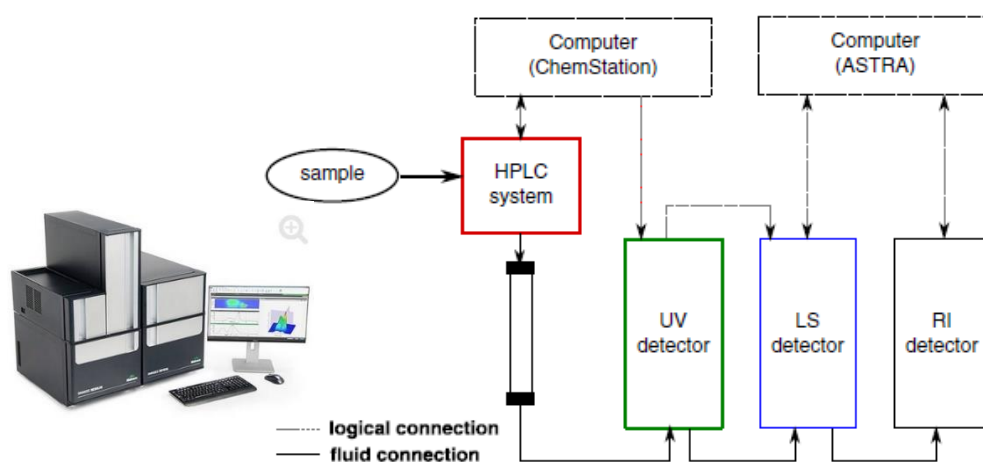 Computer
(ChemStation)
Computer
(ASTRA)
sample
HPLC
system
UV
detector
LS
detector
RI
detector
logical connection
fluid connection